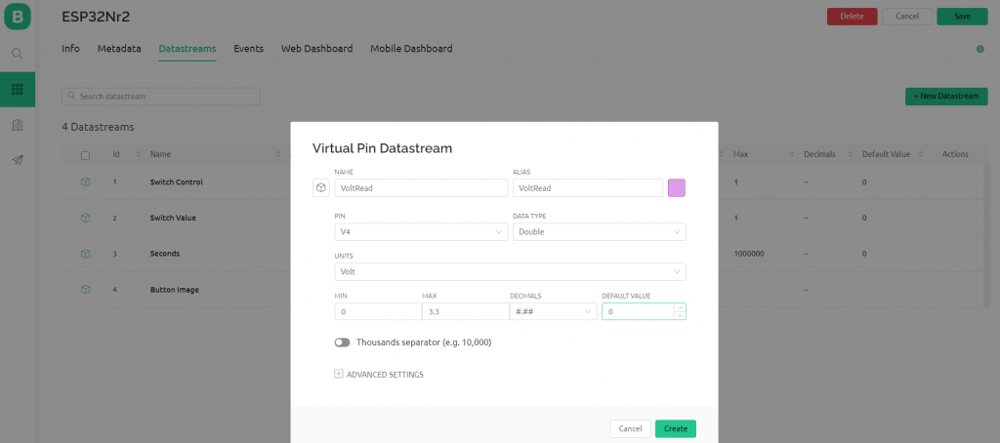 B
ESP32Nr2
Delete
Cancel
Save
Info
Metadata
Datastreams
Events
Web Dashboard
Mobile Dashboard
Search datastream
+ New Datastream
4 Datastreams
Id
Name
Max
Decimals
Default Value
Actions
1 Switch Control 1 – 0
2 Switch Value 1 – 0
3 Seconds 1000000 – 0
4 Button Image –
Virtual Pin Datastream
NAME
ALIAS
VoltRead
VoltRead
PIN
DATA TYPE
V4
Double
UNITS
Volt
MIN
MAX
DECIMALS
DEFAULT VALUE
0
3.3
#.##
0
Thousands separator (e.g. 10,000)
ADVANCED SETTINGS
Cancel
Create